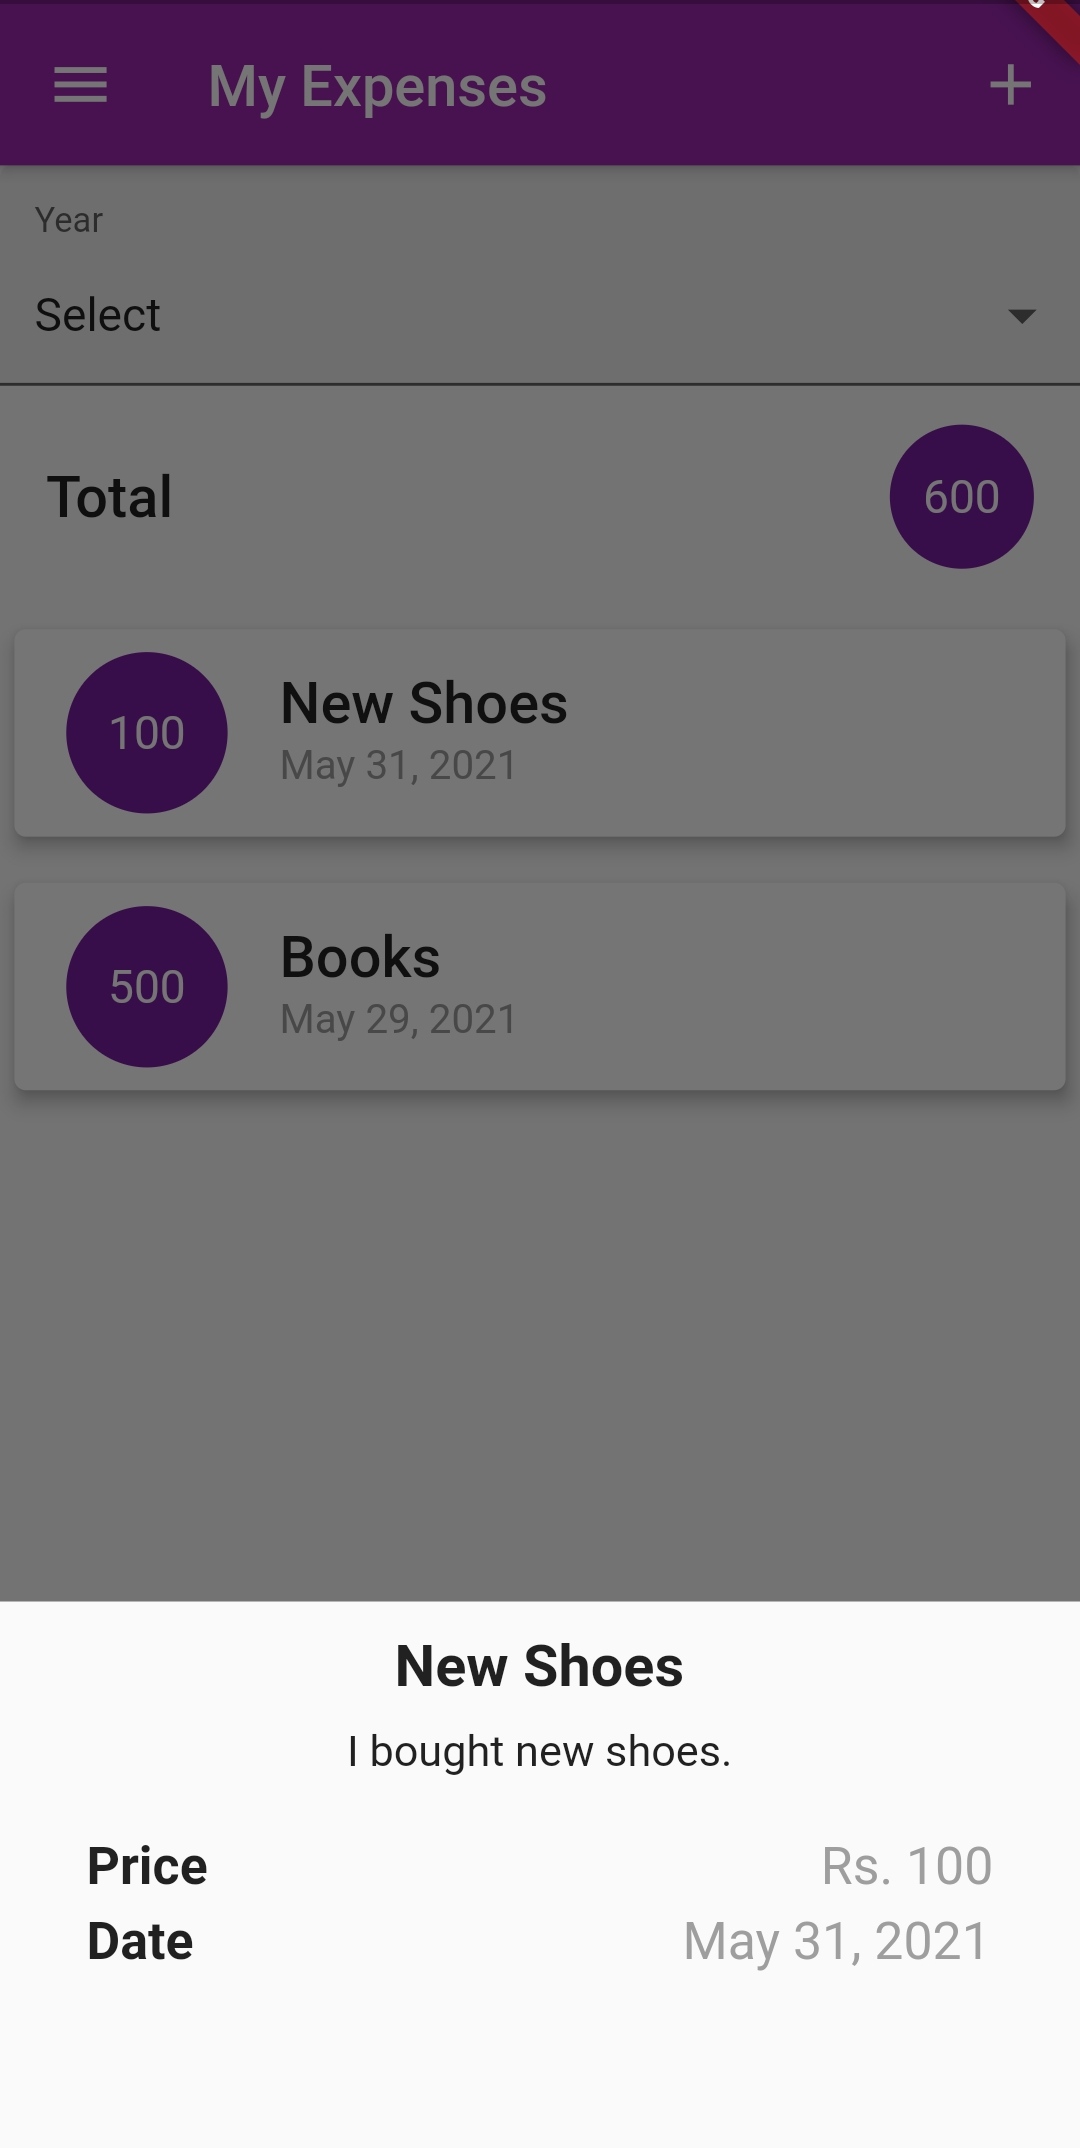 My Expenses
Year
Select
Total
600
100
New Shoes
May 31, 2021
500
Books
May 29, 2021
New Shoes
I bought new shoes.
Price
Rs. 100
Date
May 31, 2021